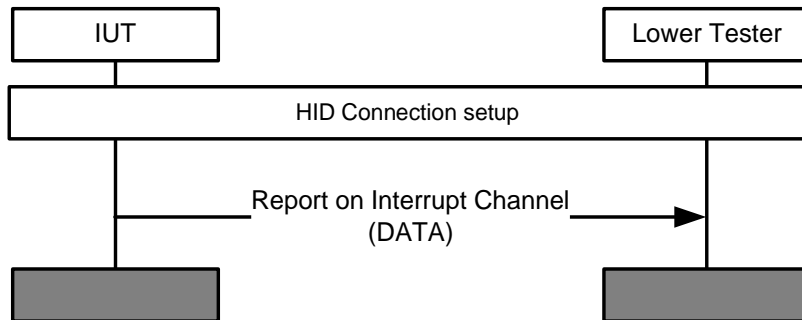 IUT
Lower Tester
HID Connection setup
Report on Interrupt Channel
(DATA)